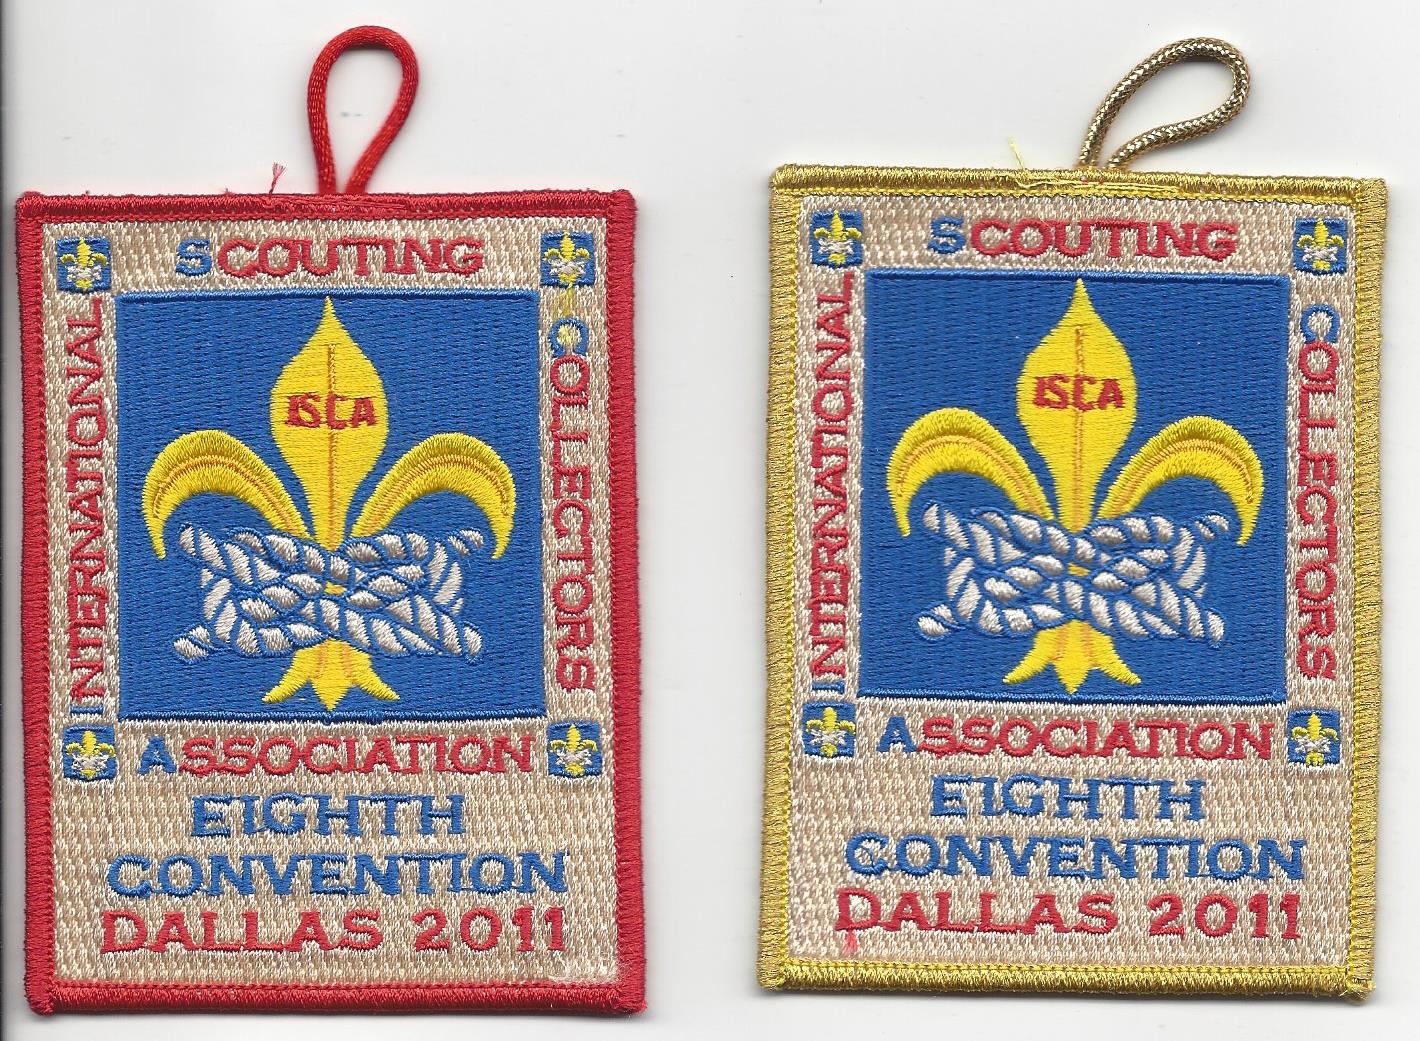 INTERNATIONAL
SCOUTING
COLLECTORS
ASSOCIATION
ISCA
EIGHTH
CONVENTION
DALLAS 2011
INTERNATIONAL
SCOUTING
COLLECTORS
ASSOCIATION
ISCA
EIGHTH
CONVENTION
DALLAS 2011